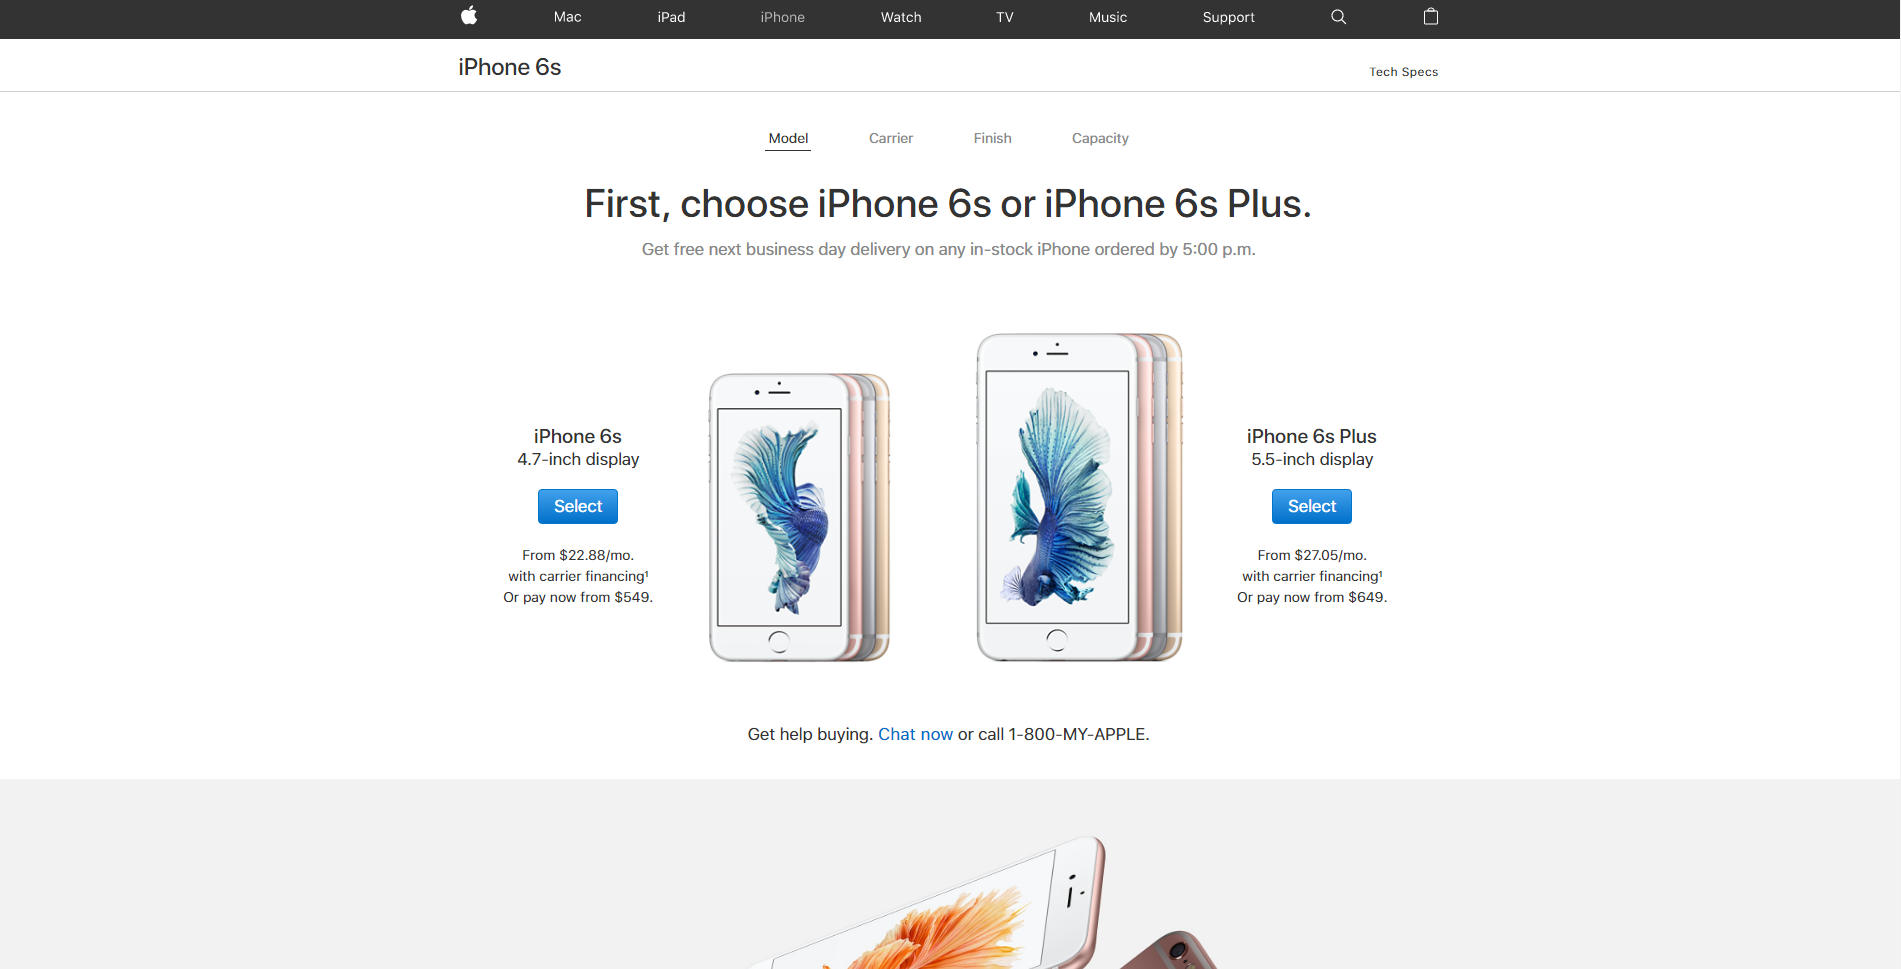 Mac
iPad
iPhone
Watch
TV
Music
Support
iPhone 6s
Tech Specs
Model
Carrier
Finish
Capacity
First, choose iPhone 6s or iPhone 6s Plus.
Get free next business day delivery on any in-stock iPhone ordered by 5:00 p.m.
iPhone 6s
4.7-inch display
Select
From $22.88/mo.
with carrier financing¹
Or pay now from $549.
iPhone 6s Plus
5.5-inch display
Select
From $27.05/mo.
with carrier financing¹
Or pay now from $649.
Get help buying. Chat now or call 1-800-MY-APPLE.